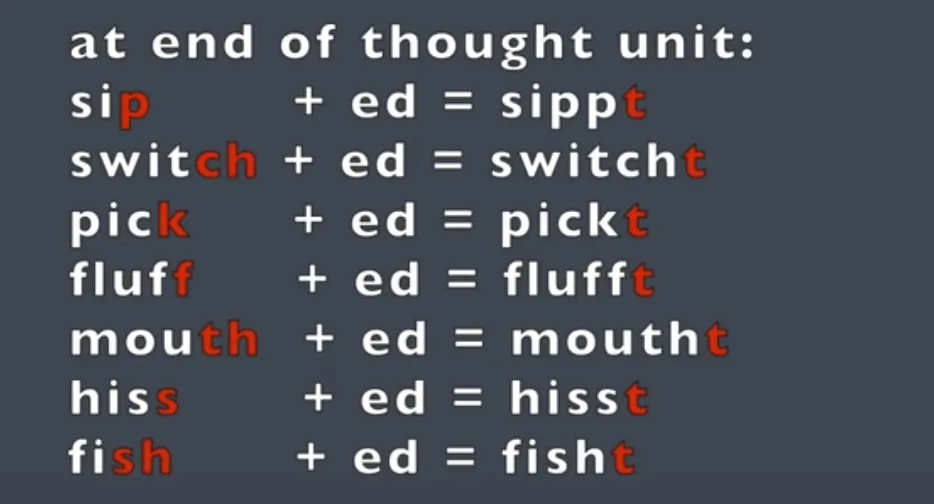 at end of thought unit:
sip + ed = sippt
switch + ed = switcht
pick + ed = pickt
fluff + ed = flufft
mouth + ed = moutht
hiss + ed = hisst
fish + ed = fisht